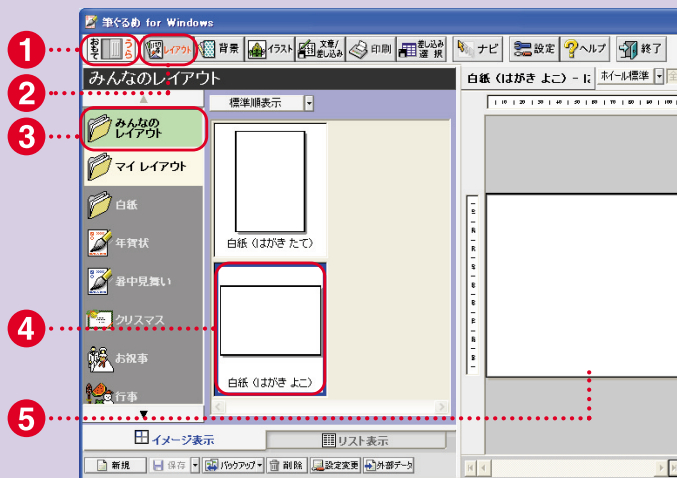 筆ぐるめ for Windows
1 おもて うら レイアウト 背景 イラスト 文章/差し込み 印刷 差し込み選択 ナビ 設定 ?ヘルプ 終了
2 みんなのレイアウト
白紙 (はがき よこ) - ホイール標準
標準順表示
3 みんなのレイアウト
マイ レイアウト
白紙
年賀状
暑中見舞い
クリスマス
お祝事
行事
白紙 (はがき たて)
4 白紙 (はがき よこ)
5
イメージ表示 リスト表示
新規 保存 バックアップ 削除 設定変更 外部データ